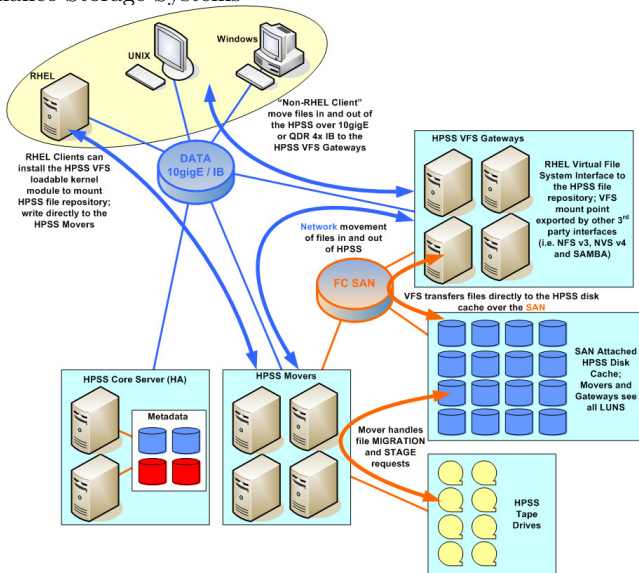 Storage Systems
Windows
UNIX
RHEL
"Non-RHEL Client"
move files in and out
of the HPSS over 10gigE
or QDR 4x IB to the
HPSS VFS Gateways
HPSS VFS Gateways
RHEL Virtual File
System Interface to
the HPSS file
repository; VFS
mount point
exported by other 3rd
party interfaces
(i.e. NFS v3, NVS v4
and SAMBA)
RHEL Clients can
install the HPSS VFS
loadable kernel
module to mount
HPSS file repository;
write directly to the
HPSS Movers
DATA
10gigE / IB
Network movement
of files in and out
of HPSS
FC SAN
VFS transfers files directly to the HPSS disk
cache over the SAN
SAN Attached
HPSS Disk
Cache;
Movers and
Gateways see
all LUNS
HPSS Core Server (HA)
Metadata
HPSS Movers
Mover handles
file MIGRATION
and STAGE
requests
HPSS
Tape
Drives